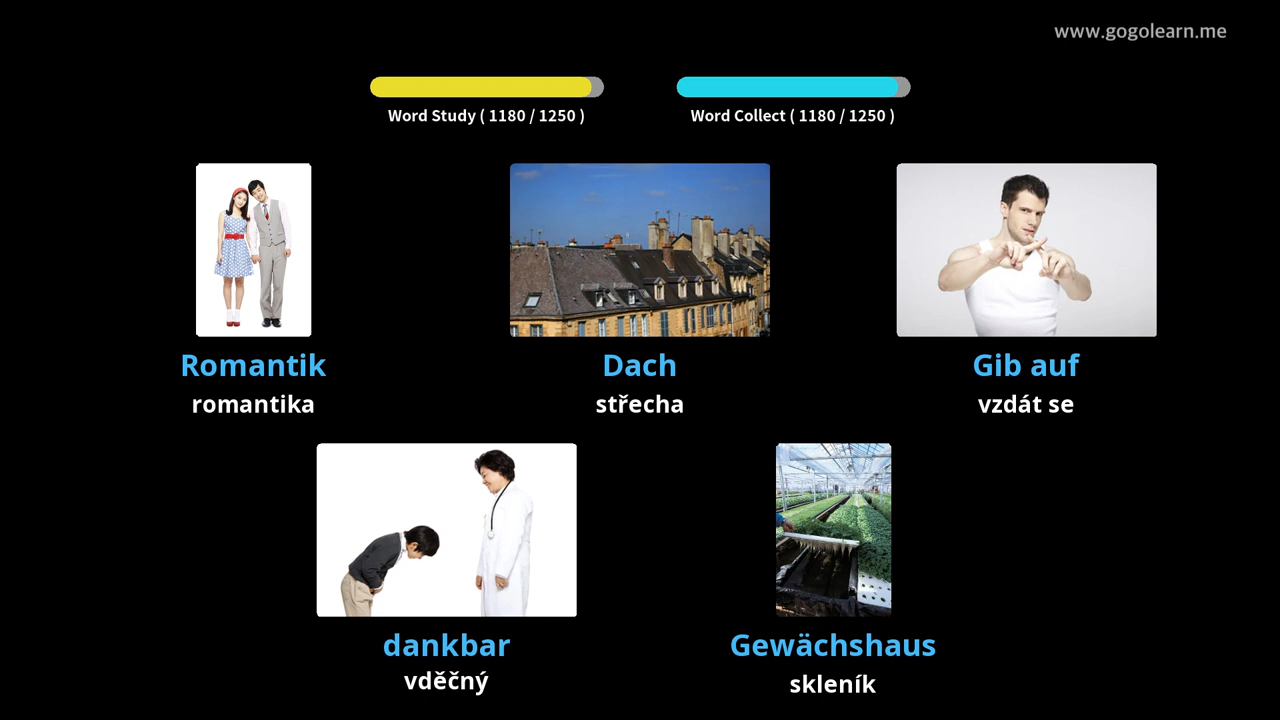 www.gogolearn.me
Word Study ( 1180 / 1250 )
Word Collect ( 1180 / 1250 )
Romantik
romantika
Dach
střecha
Gib auf
vzdát se
dankbar
vděčný
Gewächshaus
skleník